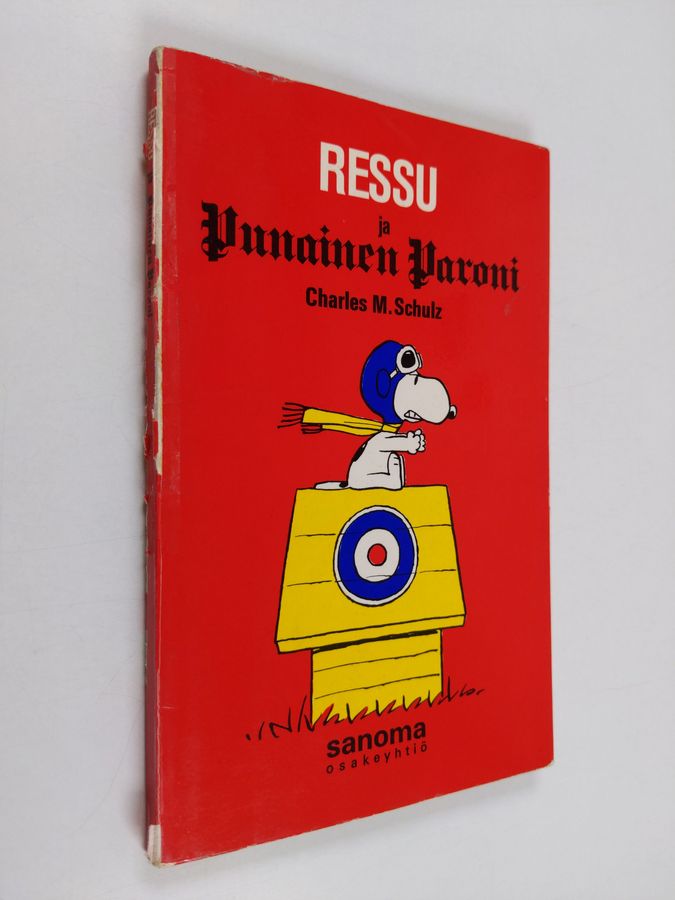 RESSU
ja
Punainen Paroni
Charles M. Schulz
sanoma
osakeyhtiö